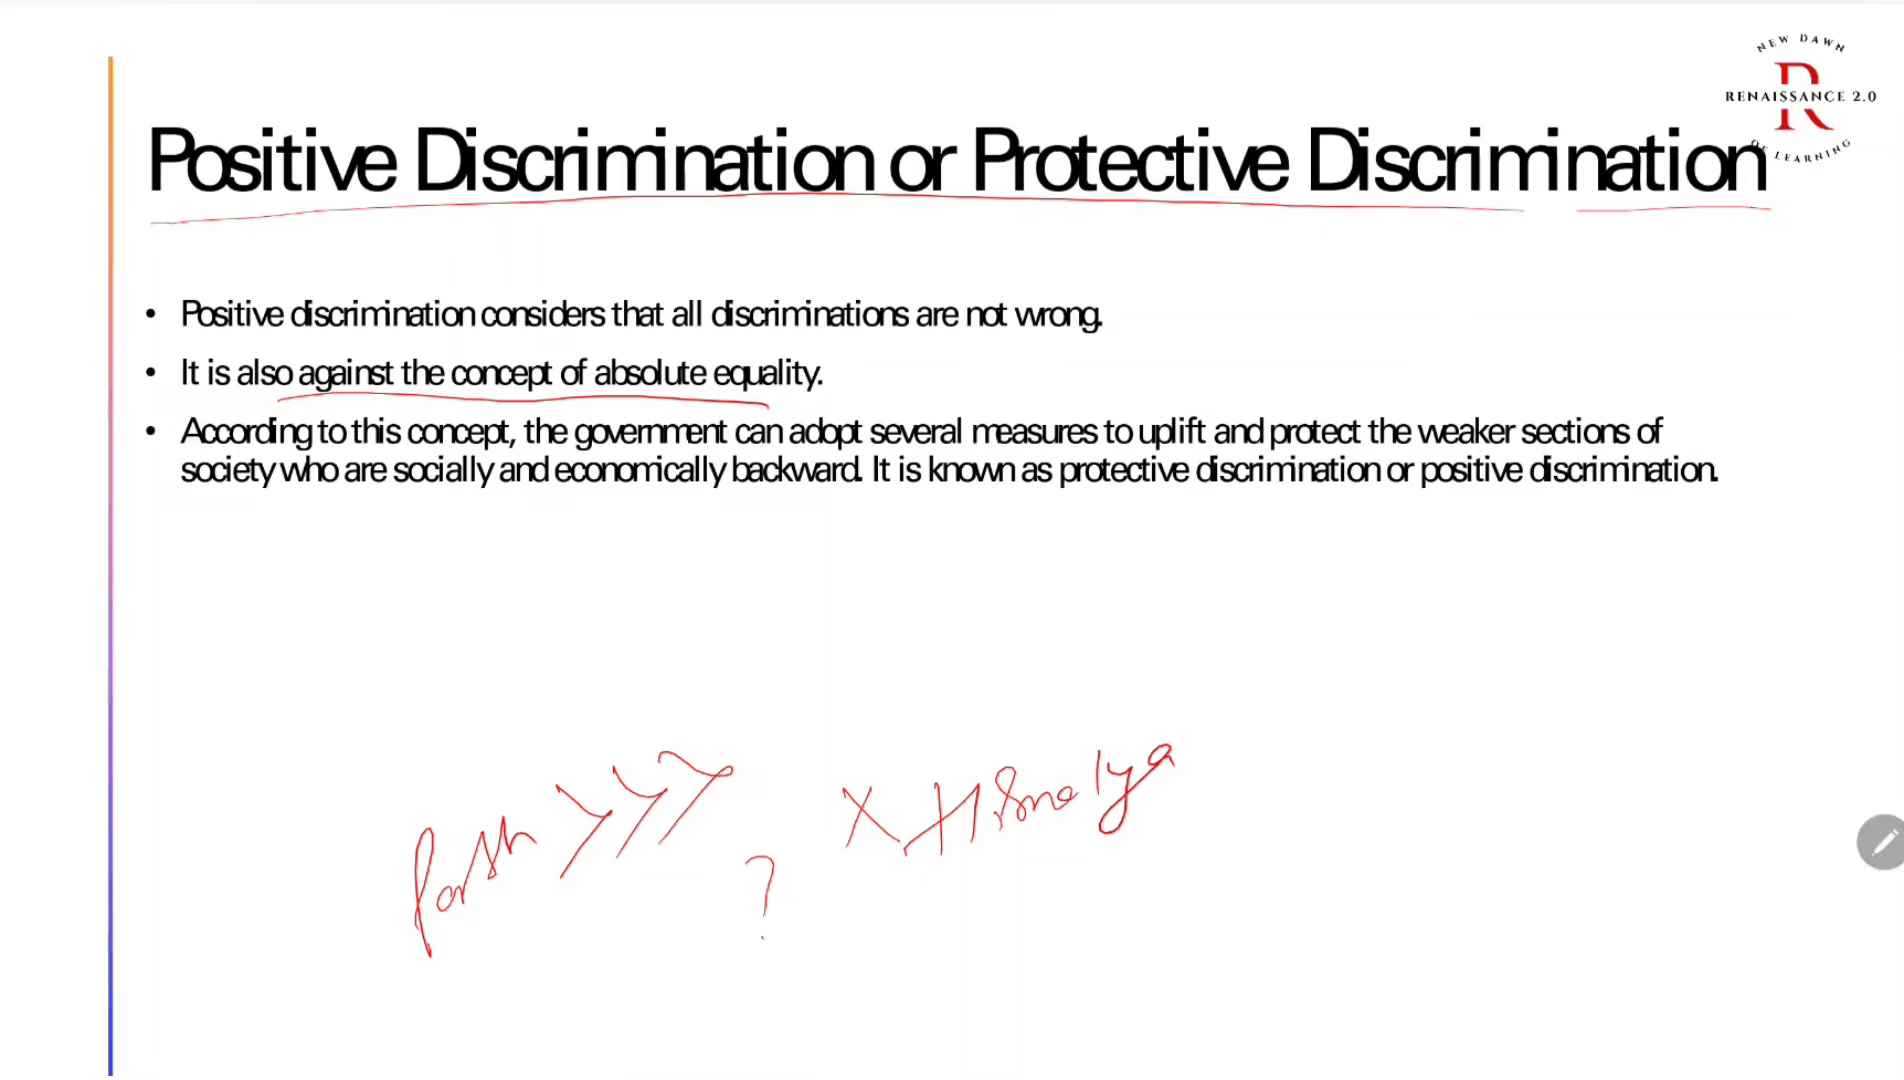 NEW DAWN
R
RENAISSANCE 2.0
OF LEARNING
Positive Discrimination or Protective Discrimination
• Positive discrimination considers that all discriminations are not wrong.
• It is also against the concept of absolute equality.
• According to this concept, the government can adopt several measures to uplift and protect the weaker sections of
society who are socially and economically backward. It is known as protective discrimination or positive discrimination.
?